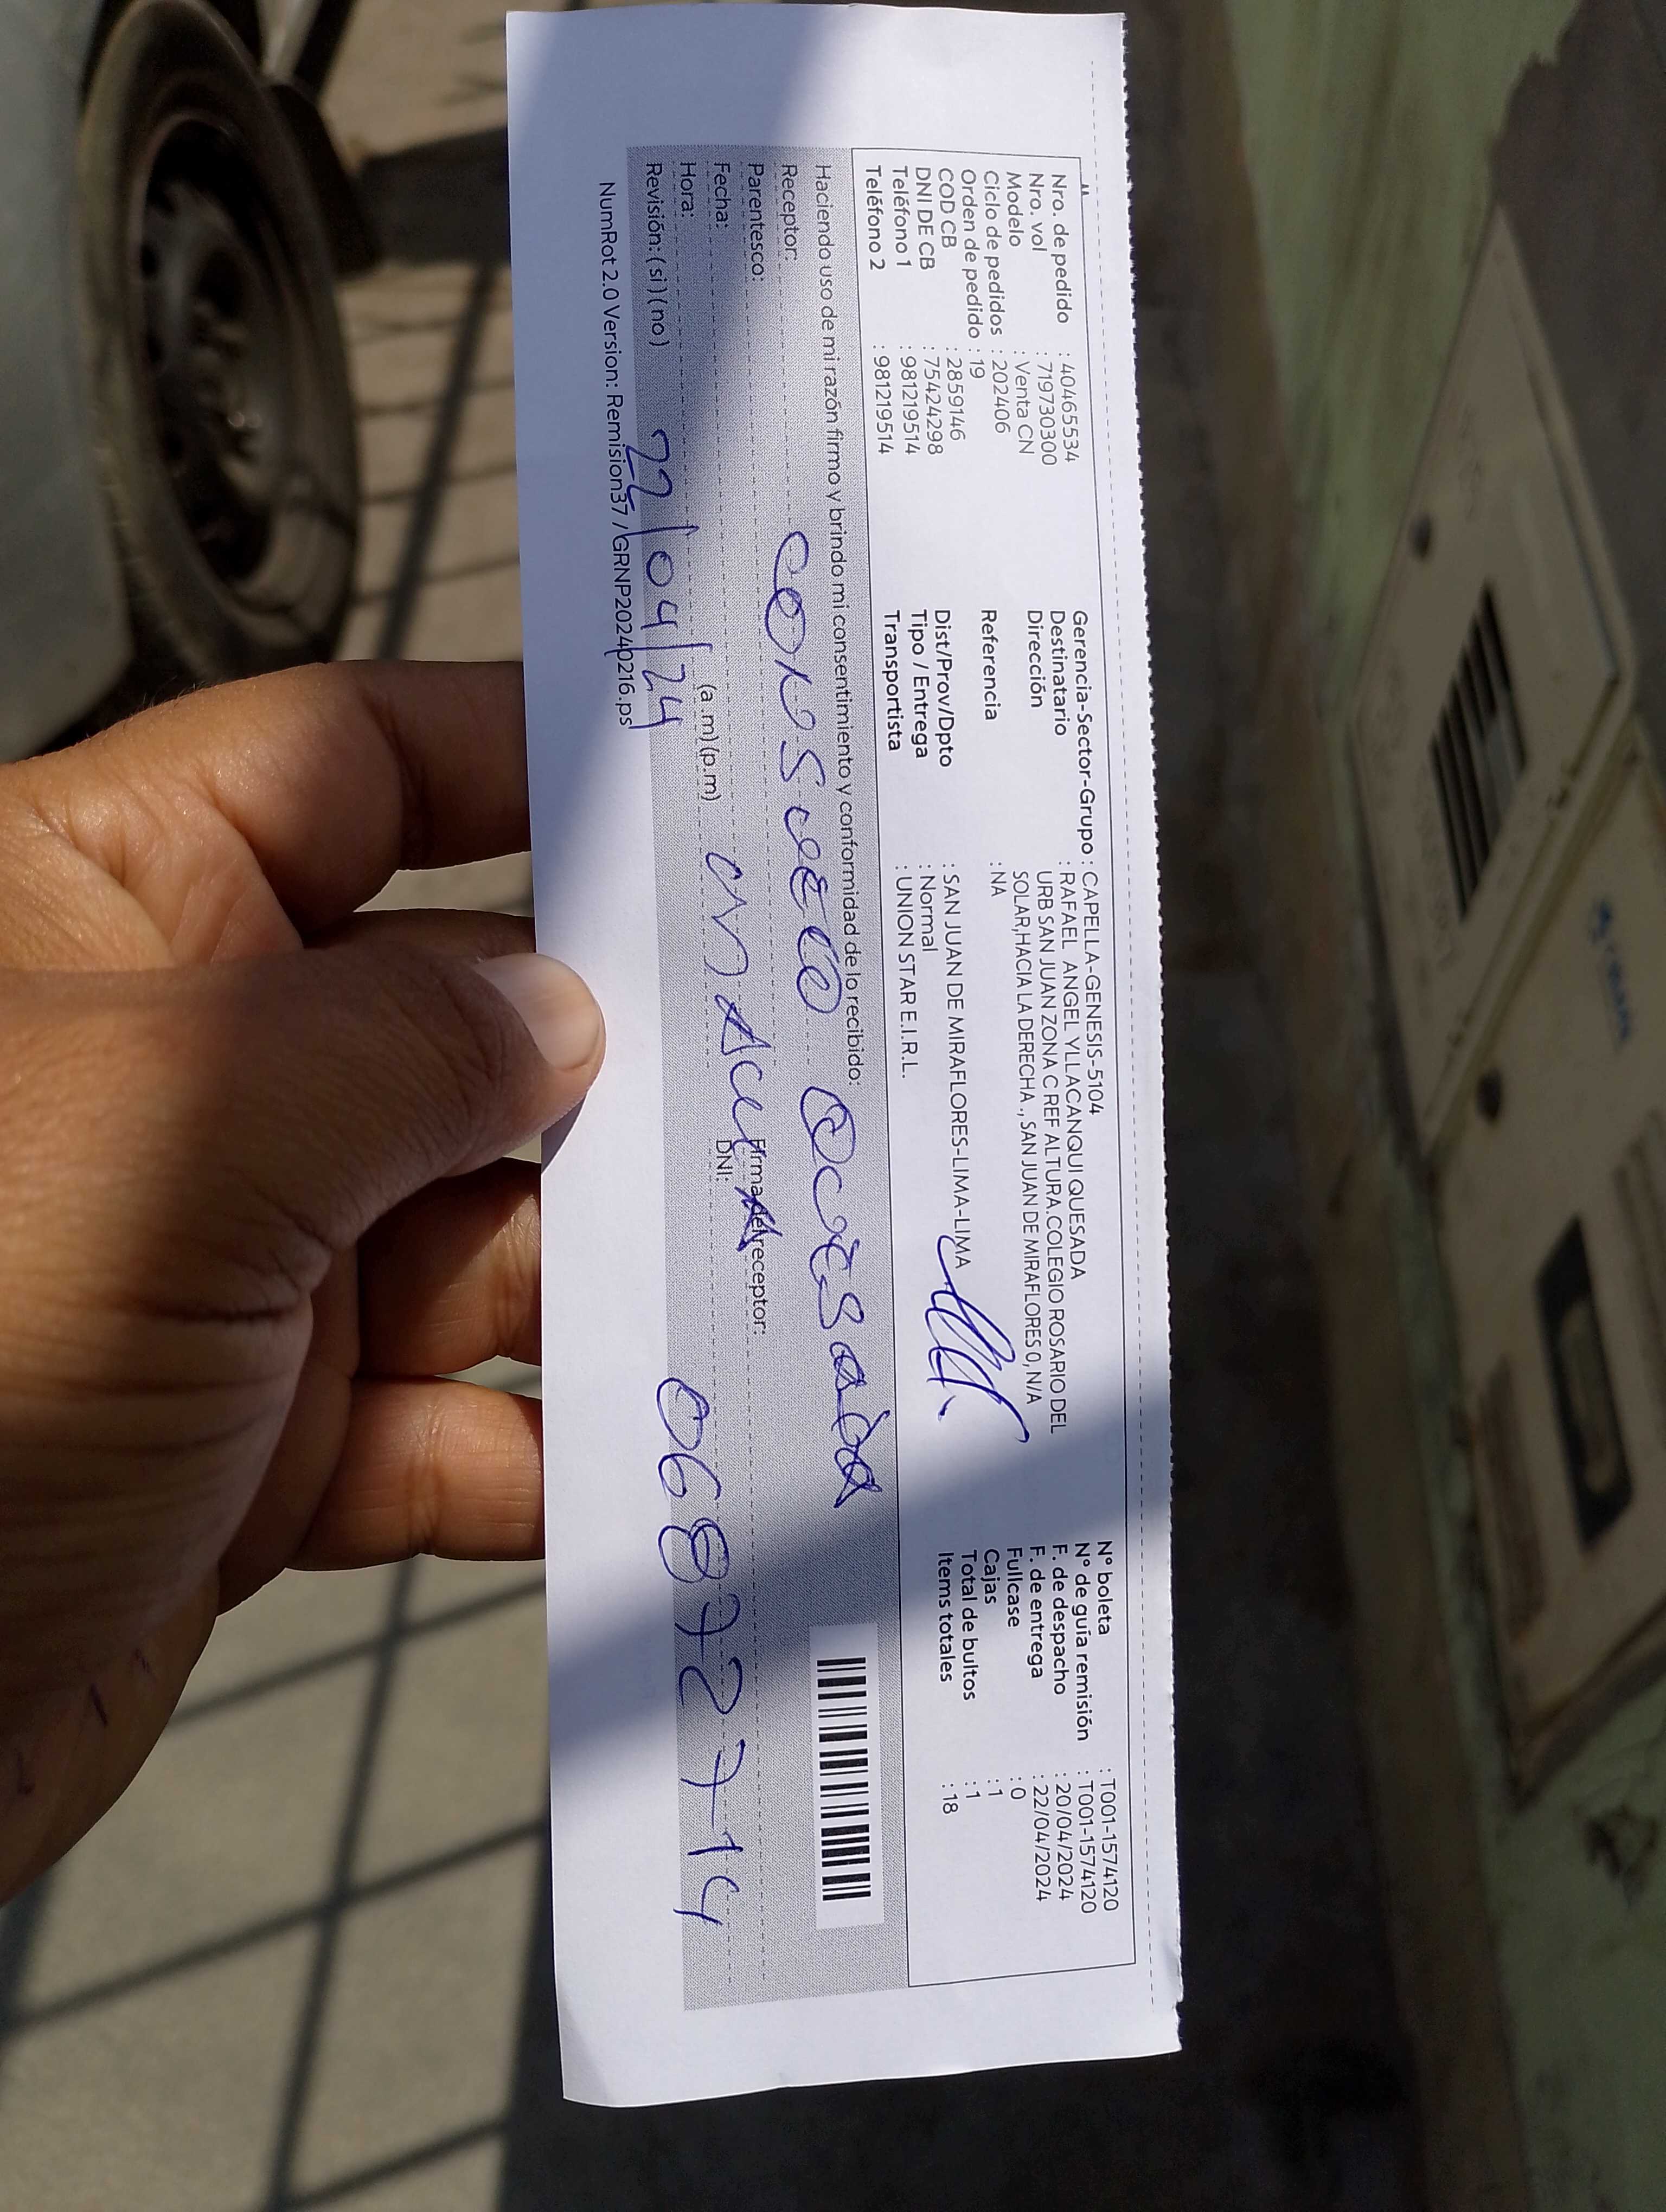 Nro. de pedido : 40465534
Nro. vol : 719730300
Modelo : Venta CN
Ciclo de pedidos : 202406
Orden de pedido : 19
COD CB : 2859146
DNI DE CB : 75424298
Teléfono 1 : 981219514
Teléfono 2 : 981219514
Gerencia-Sector-Grupo : CAPELLA-GENESIS-5104
Destinatario : RAFAEL ANGEL YLLACANQUI QUESADA
Dirección : URB SAN JUAN ZONA C REF ALTURA.COLEGIO ROSARIO DEL
SOLAR,HACIA LA DERECHA ., SAN JUAN DE MIRAFLORES 0, N/A
Referencia : NA
Dist/Prov/Dpto : SAN JUAN DE MIRAFLORES-LIMA-LIMA
Tipo / Entrega : Normal
Transportista : UNION STAR E.I.R.L.
N° boleta : T001-1574120
N° de guía remisión : T001-1574120
F. de despacho : 20/04/2024
F. de entrega : 22/04/2024
Fullcase : 0
Cajas : 1
Total de bultos : 1
Items totales : 18
Haciendo uso de mi razón firmo y brindo mi consentimiento y conformidad de lo recibido:
Receptor:
Parentesco:
Fecha:
Hora: (a.m)(p.m)
Revisión: ( si ) ( no )
22/04/24
Firma del receptor:
DNI:
06872714
NumRot 2.0 Version: Remision37 / GRNP20240216.ps